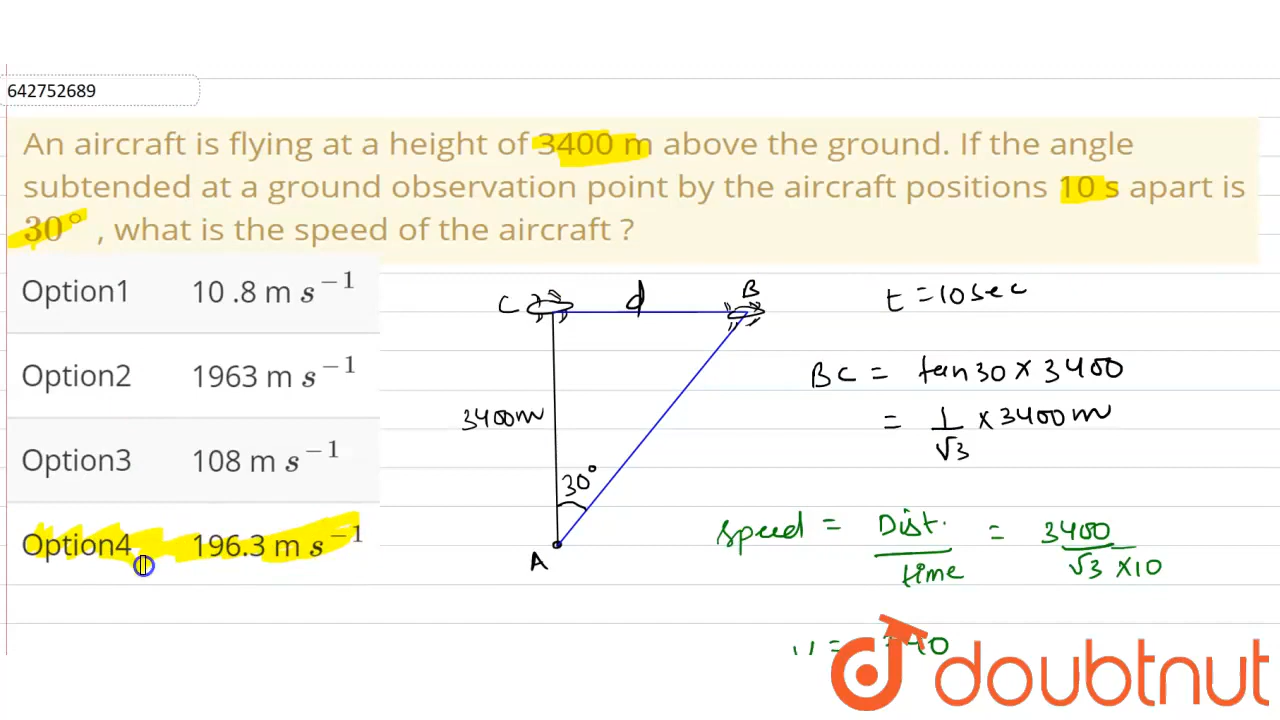 642752689
An aircraft is flying at a height of 3400 m above the ground. If the angle
subtended at a ground observation point by the aircraft positions 10 s apart is
30° , what is the speed of the aircraft ?
Option1 10 .8 m s⁻¹
Option2 1963 m s⁻¹
Option3 108 m s⁻¹
Option4 196.3 m s⁻¹
C d B
3400m
30°
A
t = 10 sec
BC = tan 30 × 3400
= 1/√3 × 3400 m
Speed = Dist. / time = 3400 / √3 × 10
= 340
doubtnut